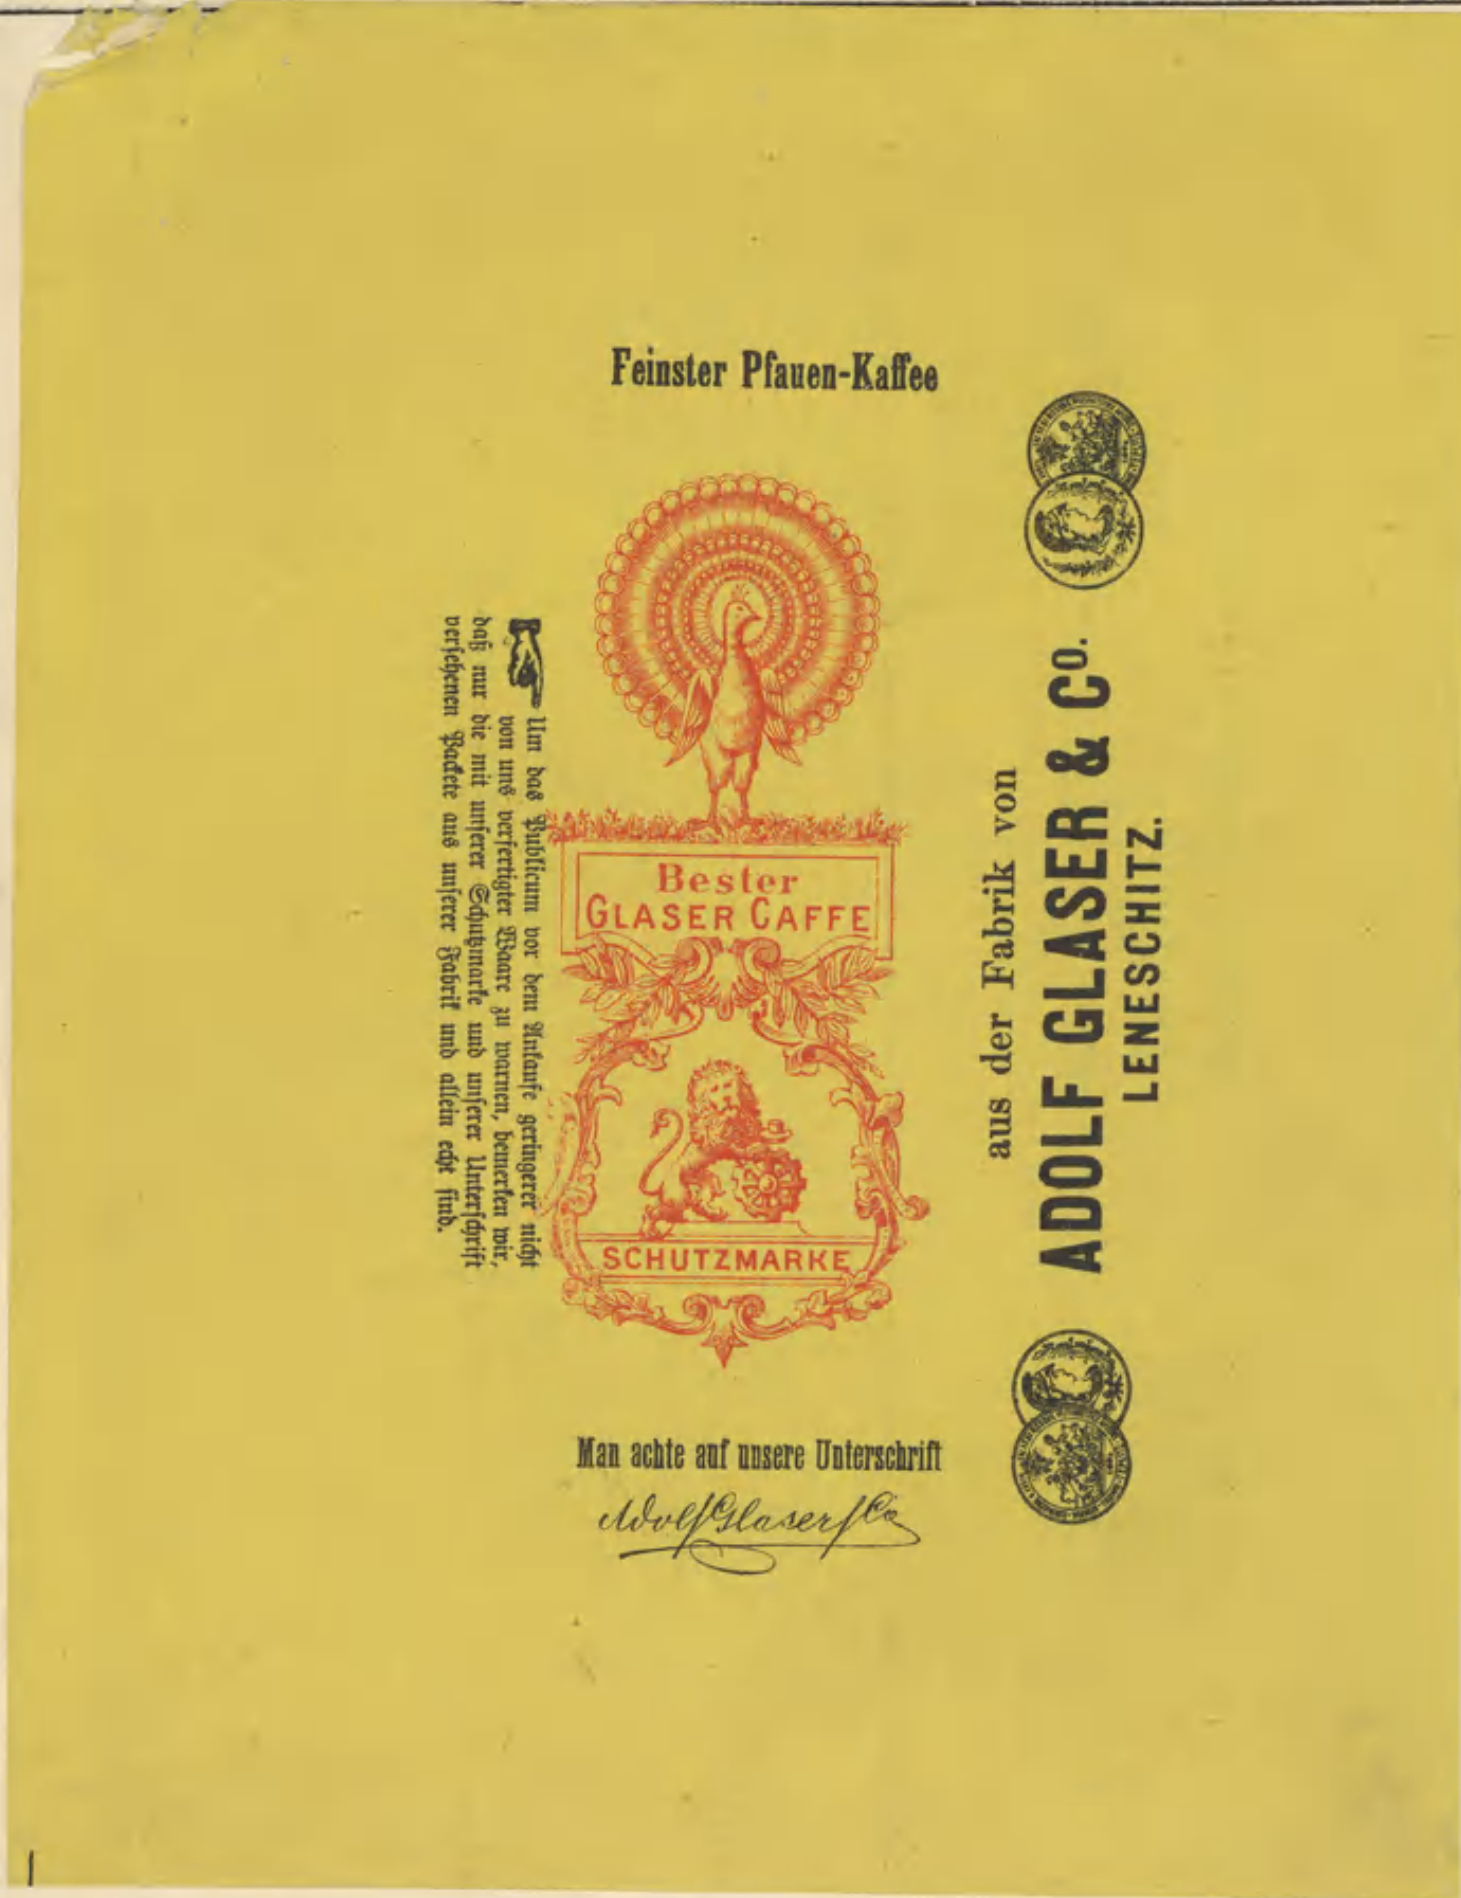 Feinster Pfauen-Kaffee
Um das Publicum vor dem Ankaufe geringerer nicht
von uns verfertigter Waare zu warnen, bemerken wir,
daß nur die mit unserer Schutzmarke und unserer Unterschrift
versehenen Packete aus unserer Fabrik und allein echt sind.
Bester
GLASER CAFFE
SCHUTZMARKE
Man achte auf unsere Unterschrift
Adolf Glaser & Co
aus der Fabrik von
ADOLF GLASER & Co.
LENESCHITZ.